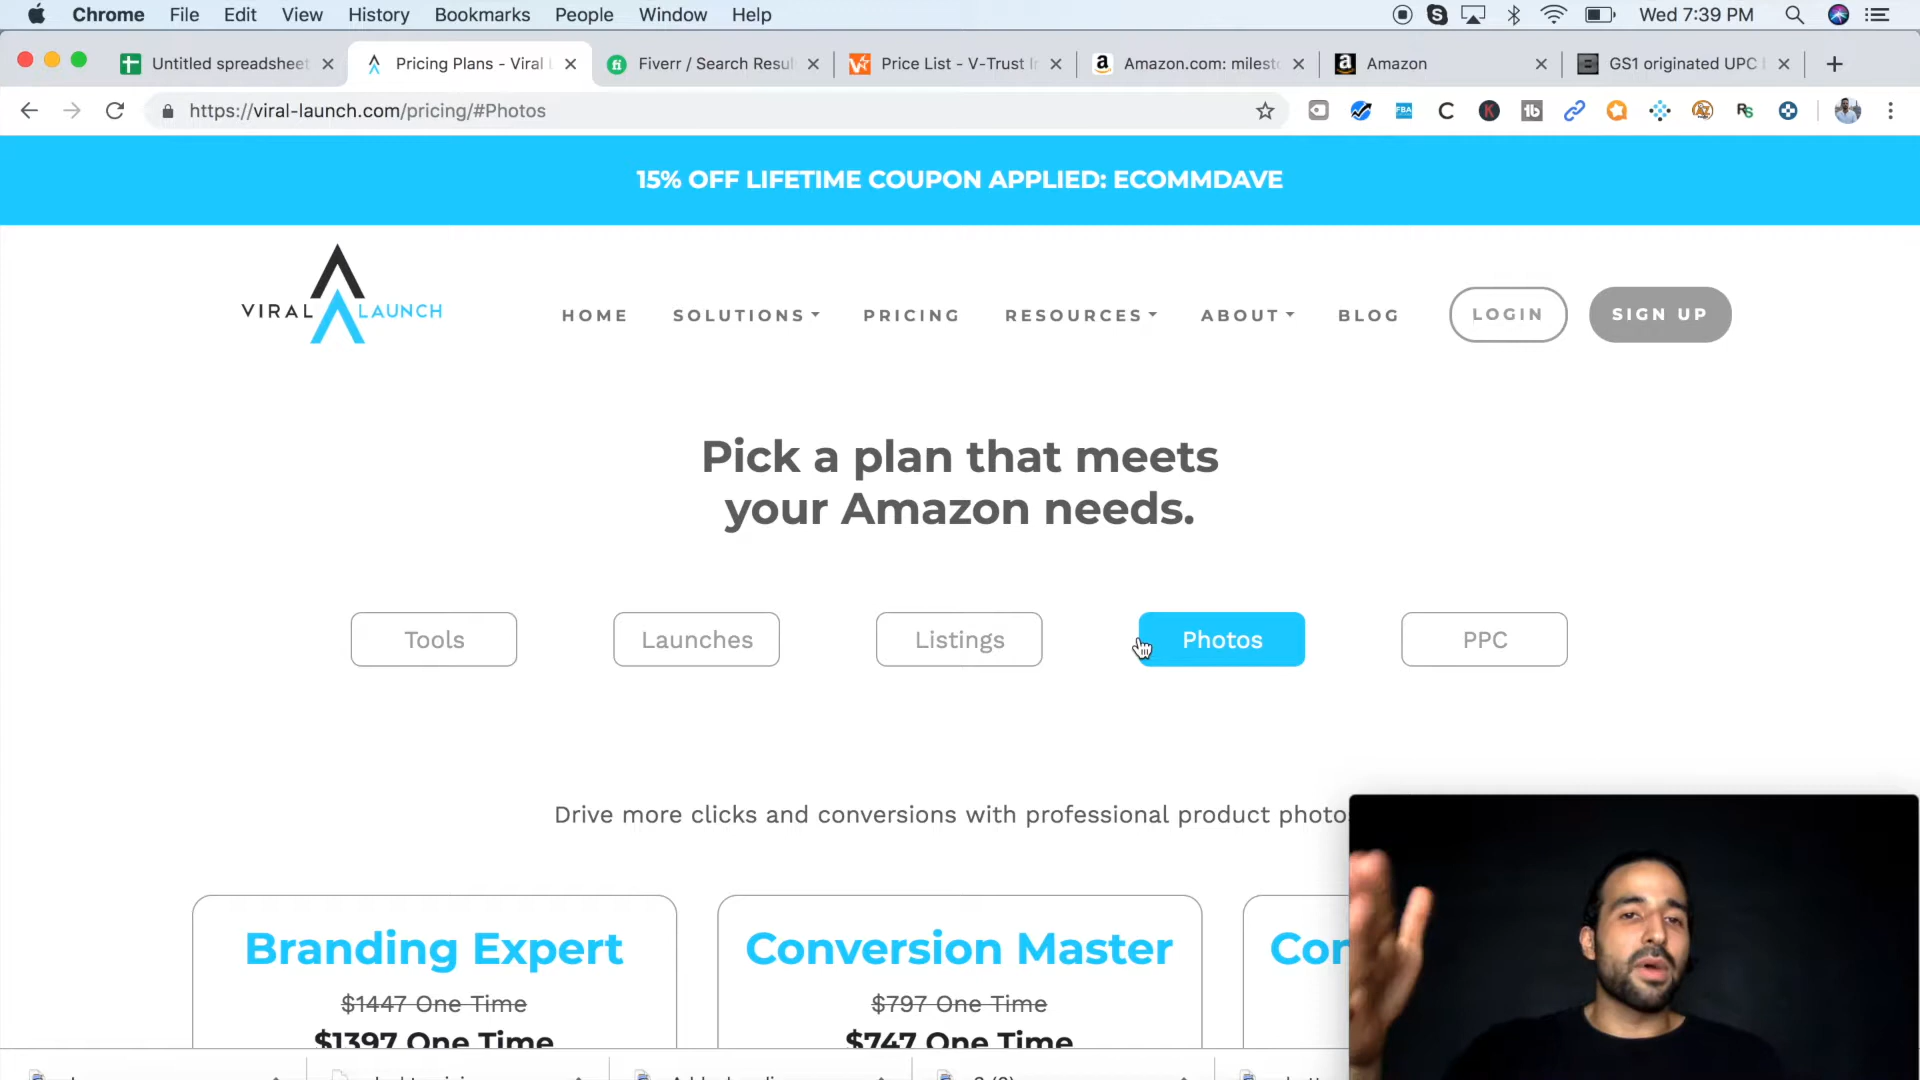 Chrome File Edit View History Bookmarks People Window Help
Wed 7:39 PM
Untitled spreadsheet
Pricing Plans - Viral L
Fiverr / Search Resul
Price List - V-Trust In
Amazon.com: milest
Amazon
GS1 originated UPC
https://viral-launch.com/pricing/#Photos
15% OFF LIFETIME COUPON APPLIED: ECOMMDAVE
VIRAL LAUNCH
HOME SOLUTIONS PRICING RESOURCES ABOUT BLOG LOGIN SIGN UP
Pick a plan that meets
your Amazon needs.
Tools Launches Listings Photos PPC
Drive more clicks and conversions with professional product photos
Branding Expert
$1447 One Time
$1397 One Time
Conversion Master
$797 One Time
$747 One Time
Con